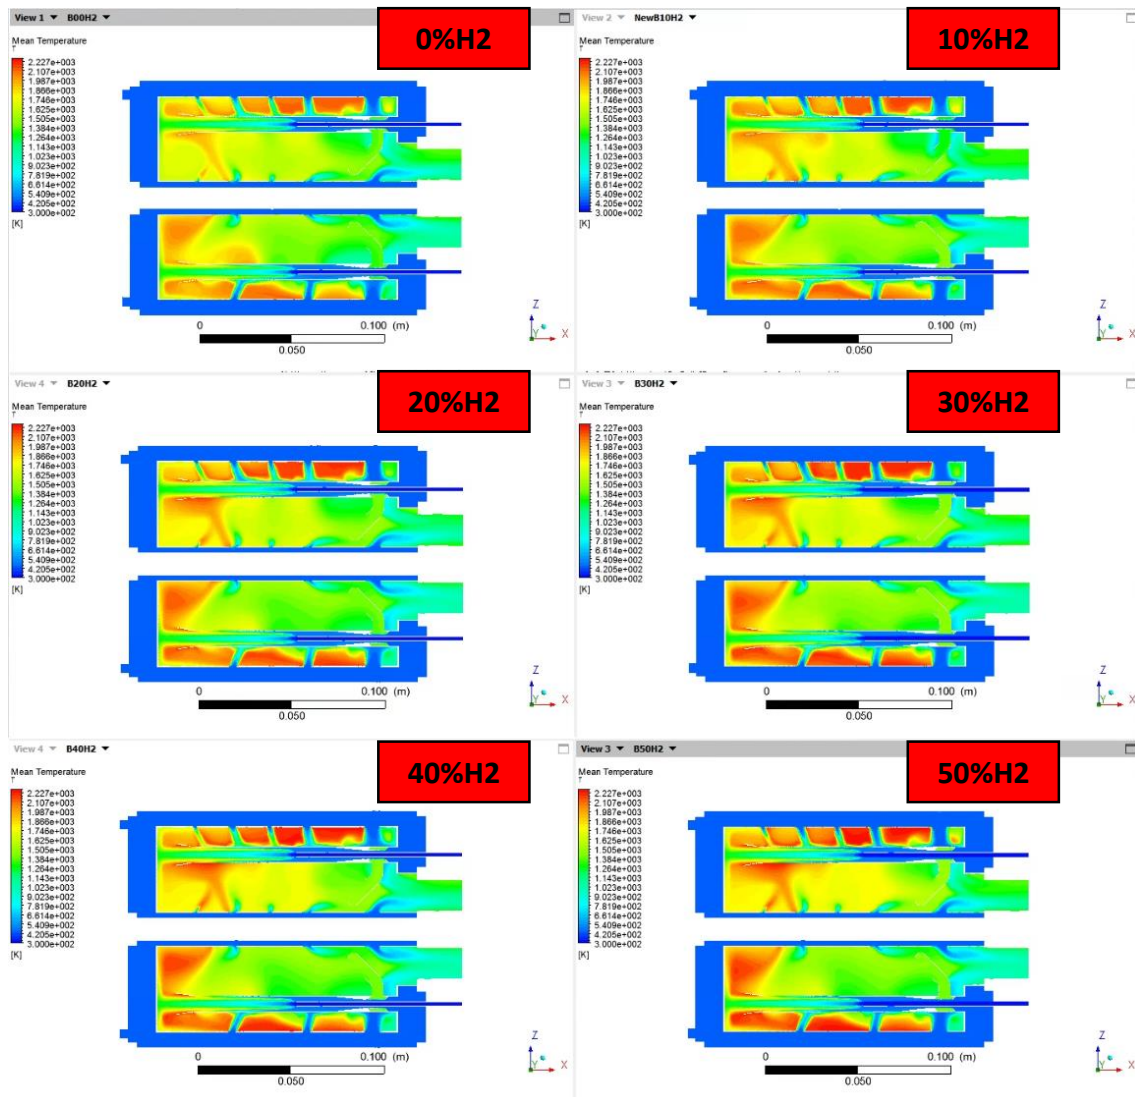 View 1 B00H2
0%H2
Mean Temperature
T
2.227e+003
2.107e+003
1.987e+003
1.866e+003
1.746e+003
1.625e+003
1.505e+003
1.384e+003
1.264e+003
1.143e+003
1.023e+003
9.023e+002
7.819e+002
6.614e+002
5.409e+002
4.205e+002
3.000e+002
[K]
0 0.100 (m)
0.050
Z
Y X
View 2 NewB10H2
10%H2
Mean Temperature
T
2.227e+003
2.107e+003
1.987e+003
1.866e+003
1.746e+003
1.625e+003
1.505e+003
1.384e+003
1.264e+003
1.143e+003
1.023e+003
9.023e+002
7.819e+002
6.614e+002
5.409e+002
4.205e+002
3.000e+002
[K]
0 0.100 (m)
0.050
Z
Y X
View 4 B20H2
20%H2
Mean Temperature
T
2.227e+003
2.107e+003
1.987e+003
1.866e+003
1.746e+003
1.625e+003
1.505e+003
1.384e+003
1.264e+003
1.143e+003
1.023e+003
9.023e+002
7.819e+002
6.614e+002
5.409e+002
4.205e+002
3.000e+002
[K]
0 0.100 (m)
0.050
Z
Y X
View 3 B30H2
30%H2
Mean Temperature
T
2.227e+003
2.107e+003
1.987e+003
1.866e+003
1.746e+003
1.625e+003
1.505e+003
1.384e+003
1.264e+003
1.143e+003
1.023e+003
9.023e+002
7.819e+002
6.614e+002
5.409e+002
4.205e+002
3.000e+002
[K]
0 0.100 (m)
0.050
Z
Y X
View 4 B40H2
40%H2
Mean Temperature
T
2.227e+003
2.107e+003
1.987e+003
1.866e+003
1.746e+003
1.625e+003
1.505e+003
1.384e+003
1.264e+003
1.143e+003
1.023e+003
9.023e+002
7.819e+002
6.614e+002
5.409e+002
4.205e+002
3.000e+002
[K]
0 0.100 (m)
0.050
Z
Y X
View 3 B50H2
50%H2
Mean Temperature
T
2.227e+003
2.107e+003
1.987e+003
1.866e+003
1.746e+003
1.625e+003
1.505e+003
1.384e+003
1.264e+003
1.143e+003
1.023e+003
9.023e+002
7.819e+002
6.614e+002
5.409e+002
4.205e+002
3.000e+002
[K]
0 0.100 (m)
0.050
Z
Y X